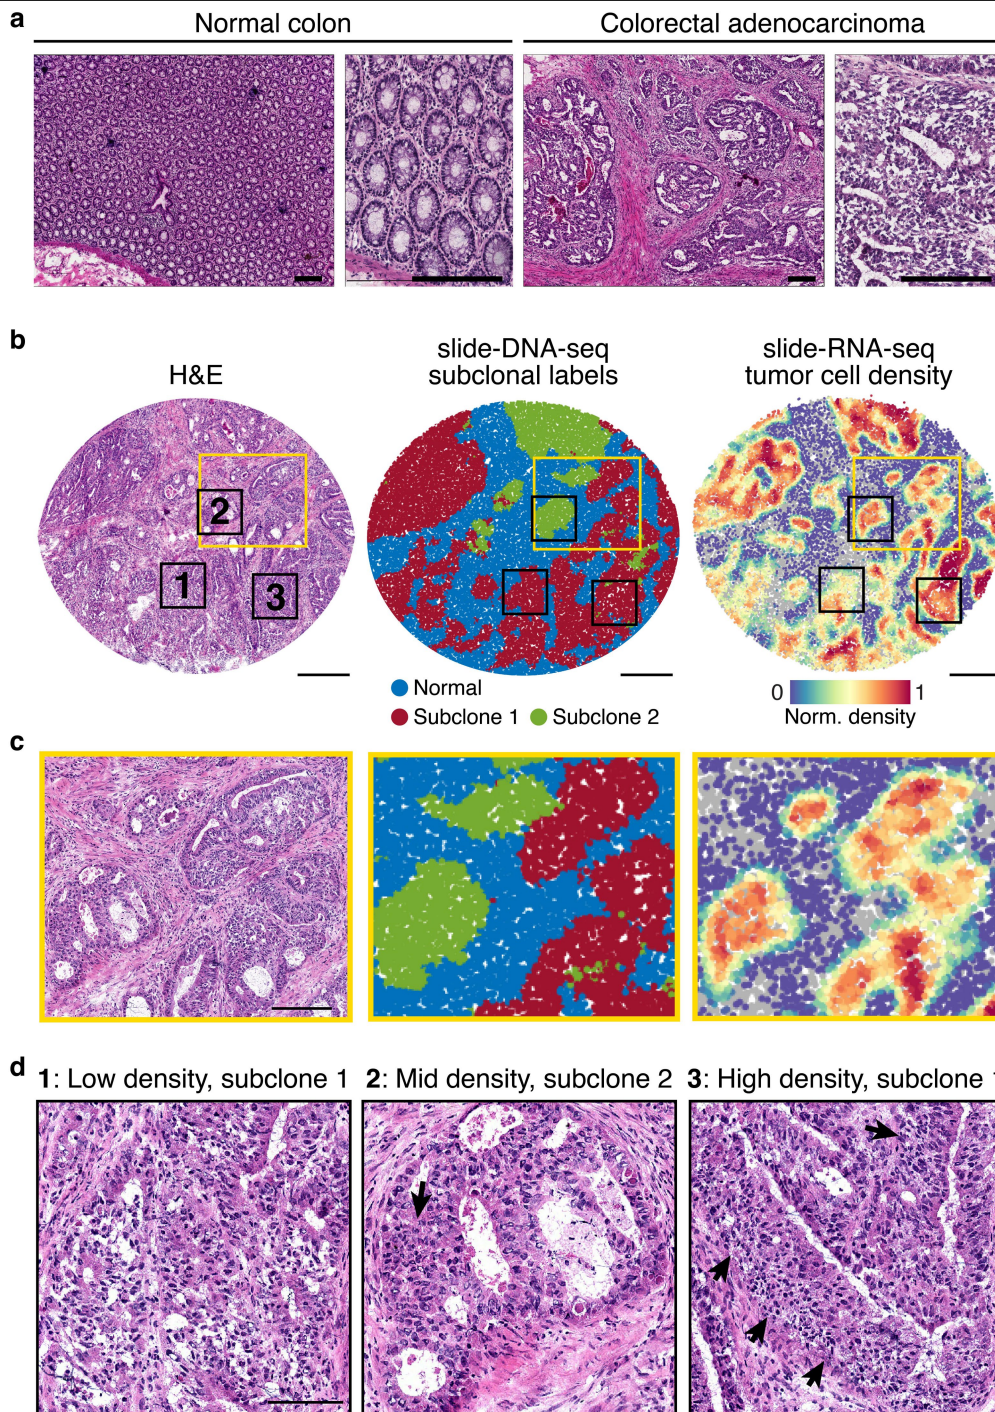 a
Normal colon
Colorectal adenocarcinoma
b
H&E
slide-DNA-seq
subclonal labels
slide-RNA-seq
tumor cell density
2
1
3
Normal
Subclone 1
Subclone 2
0
1
Norm. density
c
d
1: Low density, subclone 1
2: Mid density, subclone 2
3: High density, subclone 1